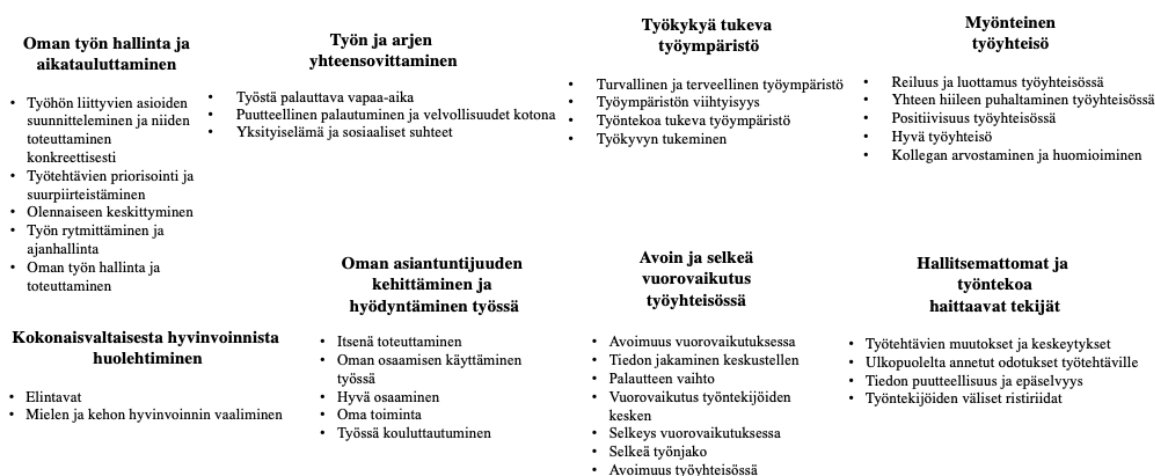 Oman työn hallinta ja
aikatauluttaminen
• Työhön liittyvien asioiden
suunnitteleminen ja niiden
toteuttaminen
konkreettisesti
• Työtehtävien priorisointi ja
suurpiirteistäminen
• Olennaiseen keskittyminen
• Työn rytmittäminen ja
ajanhallinta
• Oman työn hallinta ja
toteuttaminen
Työn ja arjen
yhteensovittaminen
• Työstä palauttava vapaa-aika
• Puutteellinen palautuminen ja velvollisuudet kotona
• Yksityiselämä ja sosiaaliset suhteet
Työkykyä tukeva
työympäristö
• Turvallinen ja terveellinen työympäristö
• Työympäristön viihtyisyys
• Työntekoa tukeva työympäristö
• Työkyvyn tukeminen
Myönteinen
työyhteisö
• Reiluus ja luottamus työyhteisössä
• Yhteen hiileen puhaltaminen työyhteisössä
• Positiivisuus työyhteisössä
• Hyvä työyhteisö
• Kollegan arvostaminen ja huomioiminen
Kokonaisvaltaisesta hyvinvoinnista
huolehtiminen
• Elintavat
• Mielen ja kehon hyvinvoinnin vaaliminen
Oman asiantuntijuuden
kehittäminen ja
hyödyntäminen työssä
• Itsenä toteuttaminen
• Oman osaamisen käyttäminen
työssä
• Hyvä osaaminen
• Oma toiminta
• Työssä kouluttautuminen
Avoin ja selkeä
vuorovaikutus
työyhteisössä
• Avoimuus vuorovaikutuksessa
• Tiedon jakaminen keskustellen
• Palautteen vaihto
• Vuorovaikutus työntekijöiden
kesken
• Selkeys vuorovaikutuksessa
• Selkeä työnjako
• Avoimuus työyhteisössä
Hallitsemattomat ja
työntekoa
haittaavat tekijät
• Työtehtävien muutokset ja keskeytykset
• Ulkopuolelta annetut odotukset työtehtäville
• Tiedon puutteellisuus ja epäselvyys
• Työntekijöiden väliset ristiriidat